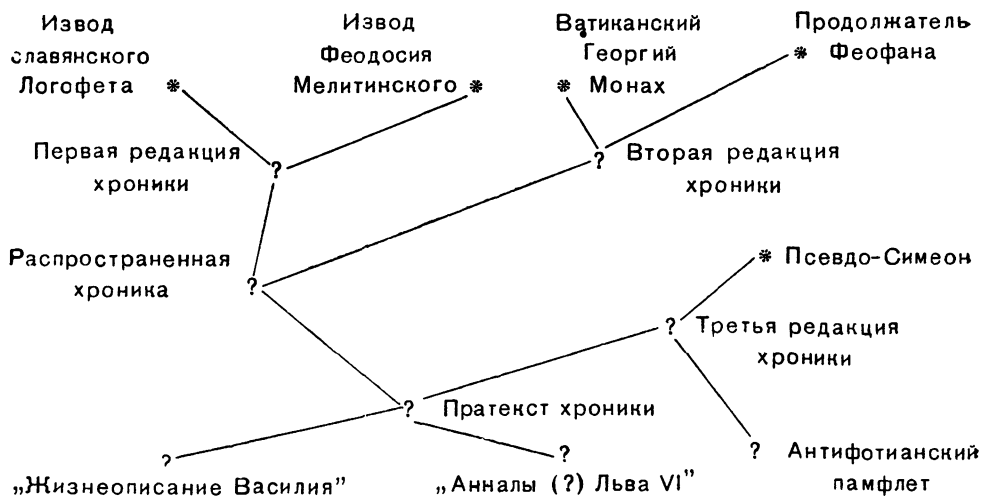 Извод
славянского
Логофета *
Извод
Феодосия
Мелитинского *
Ватиканский
Георгий
* Монах
Продолжатель
* Феофана
Первая редакция
хроники
?
? Вторая редакция
хроники
Распространенная
хроника
?
* Псевдо-Симеон
? Третья редакция
хроники
? Пратекст хроники
?
„Жизнеописание Василия"
?
„Анналы (?) Льва VI"
? Антифотианский
памфлет